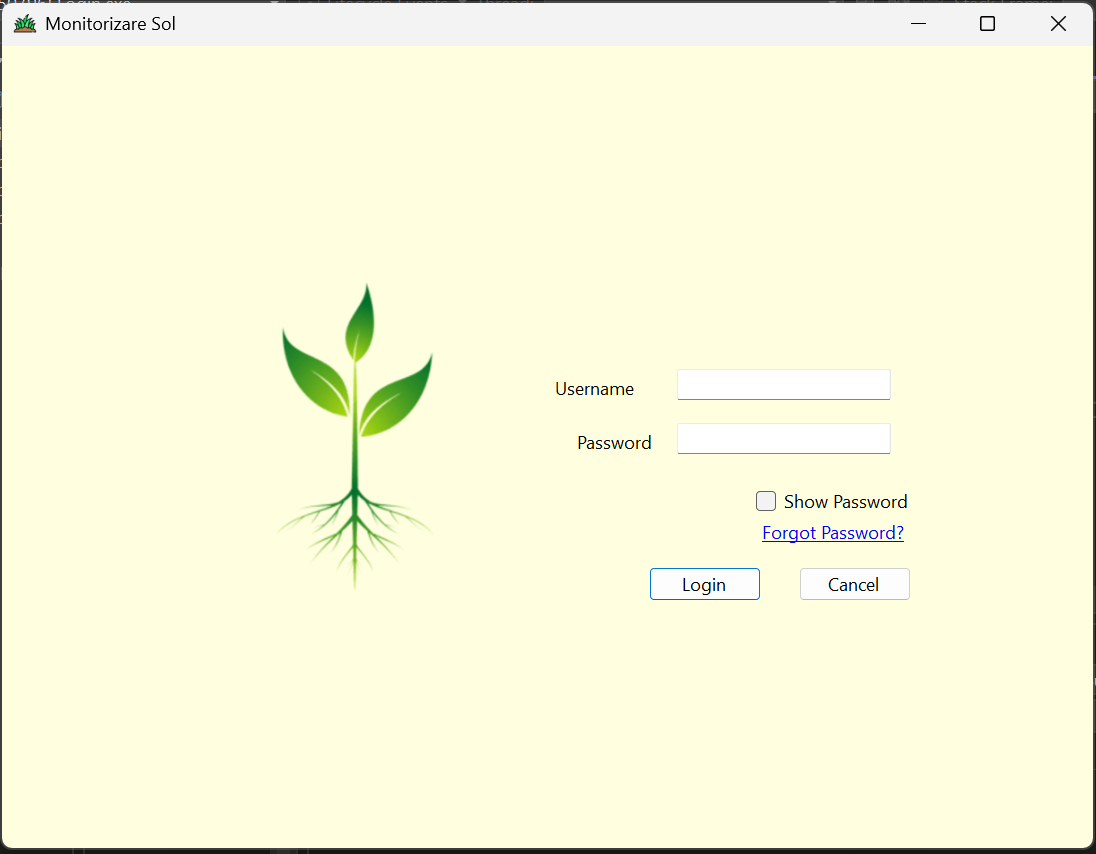 Monitorizare Sol
Username
Password
Show Password
Forgot Password?
Login
Cancel